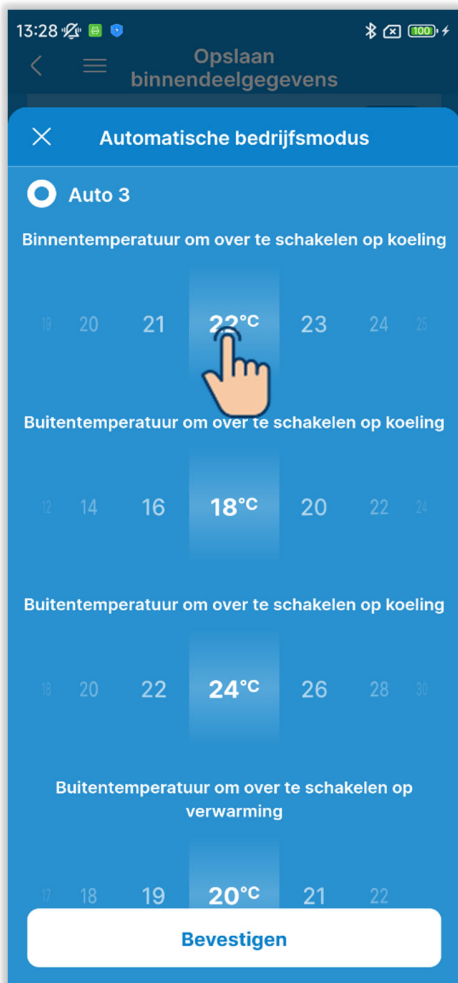 13:28 100
Opslaan
binnendeelgegevens
Automatische bedrijfsmodus
Auto 3
Binnentemperatuur om over te schakelen op koeling
19 20 21 22°C 23 24 25
Buitentemperatuur om over te schakelen op koeling
12 14 16 18°C 20 22 24
Buitentemperatuur om over te schakelen op koeling
18 20 22 24°C 26 28 30
Buitentemperatuur om over te schakelen op
verwarming
17 18 19 20°C 21 22
Bevestigen